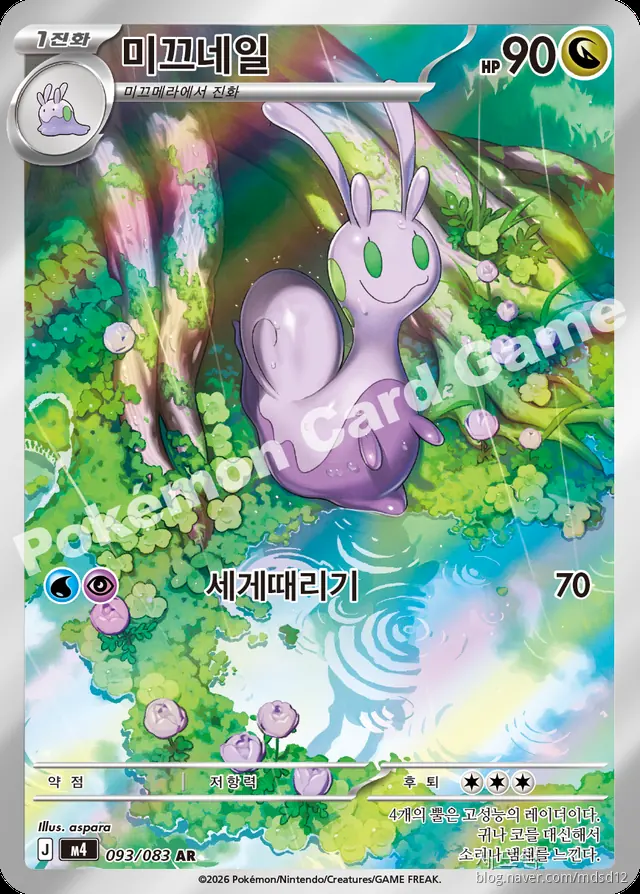 1진화
미끄네일
HP 90
미끄메라에서 진화
Pokémon Card Game
세게때리기 70
약점 저항력 후퇴
4개의 뿔은 고성능의 레이더이다.
귀나 코를 대신해서
소리나 냄새를 느낀다.
Illus. aspara
J M4 093/083 AR
©2026 Pokémon/Nintendo/Creatures/GAME FREAK.
blog.naver.com/mdsd12